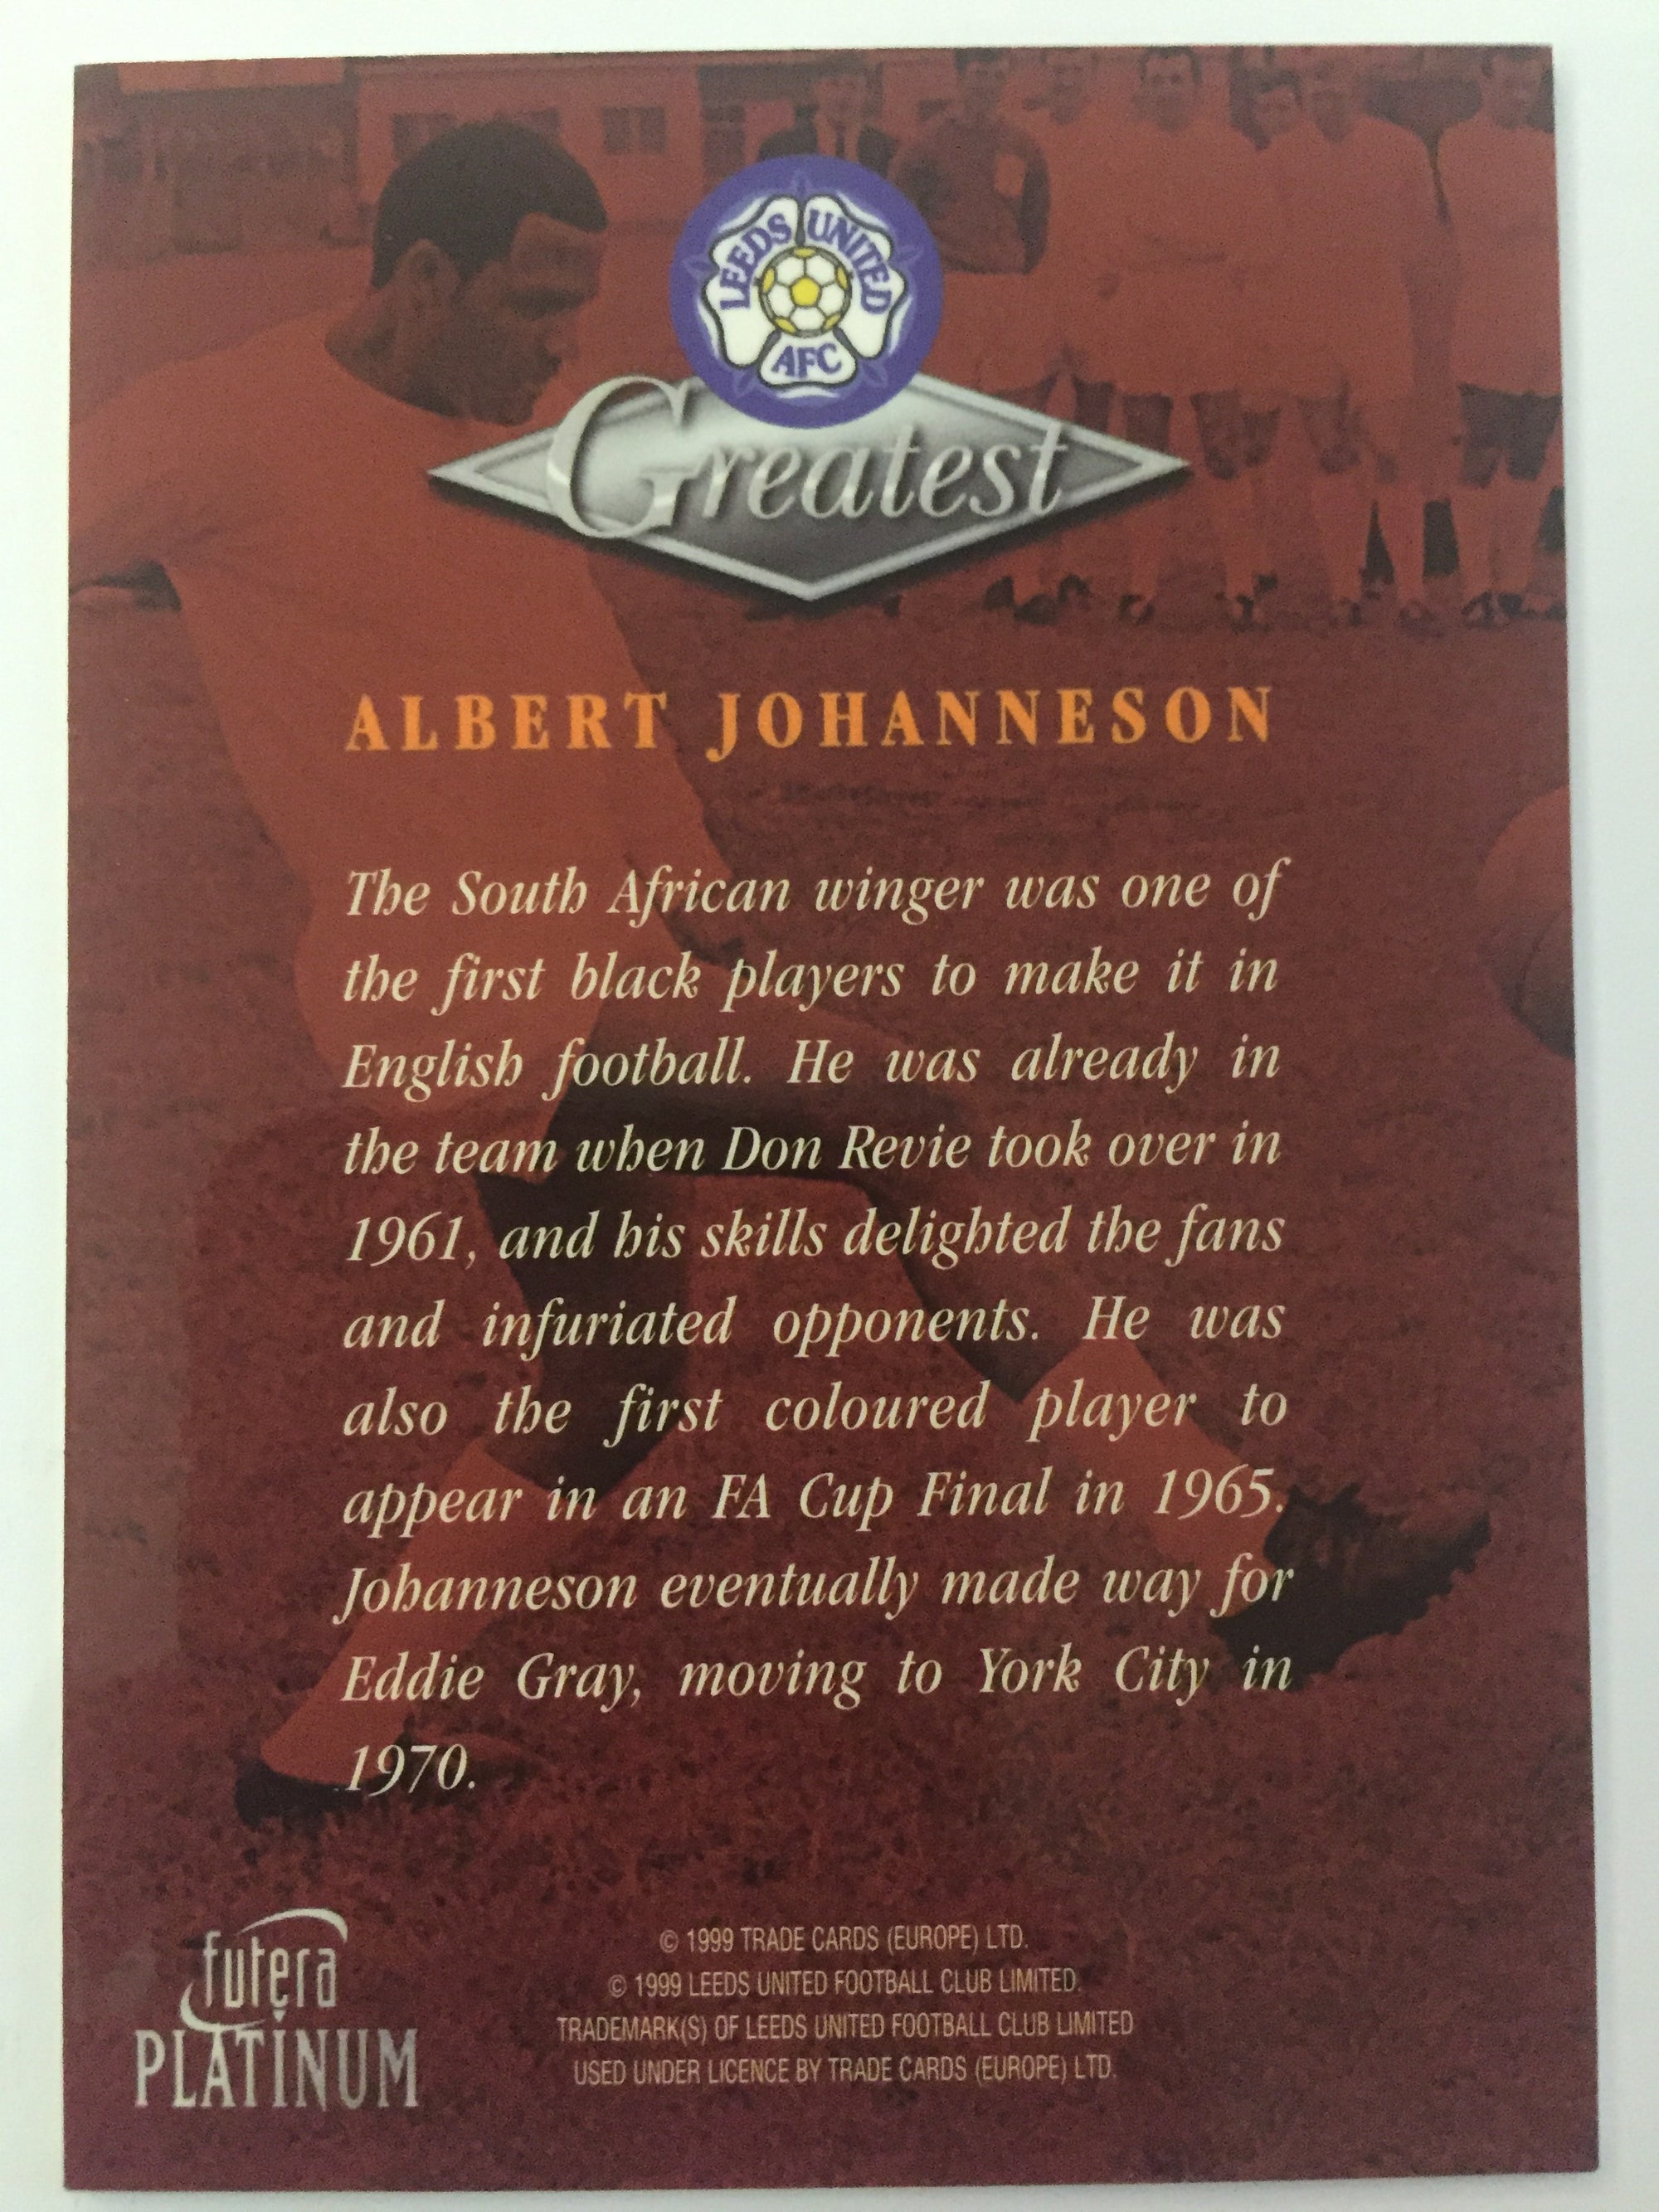 LEEDS UNITED
AFC
Greatest
ALBERT JOHANNESON
The South African winger was one of
the first black players to make it in
English football. He was already in
the team when Don Revie took over in
1961, and his skills delighted the fans
and infuriated opponents. He was
also the first coloured player to
appear in an FA Cup Final in 1965.
Johanneson eventually made way for
Eddie Gray, moving to York City in
1970.
futera
PLATINUM
© 1999 TRADE CARDS (EUROPE) LTD.
© 1999 LEEDS UNITED FOOTBALL CLUB LIMITED.
TRADEMARK(S) OF LEEDS UNITED FOOTBALL CLUB LIMITED
USED UNDER LICENCE BY TRADE CARDS (EUROPE) LTD.